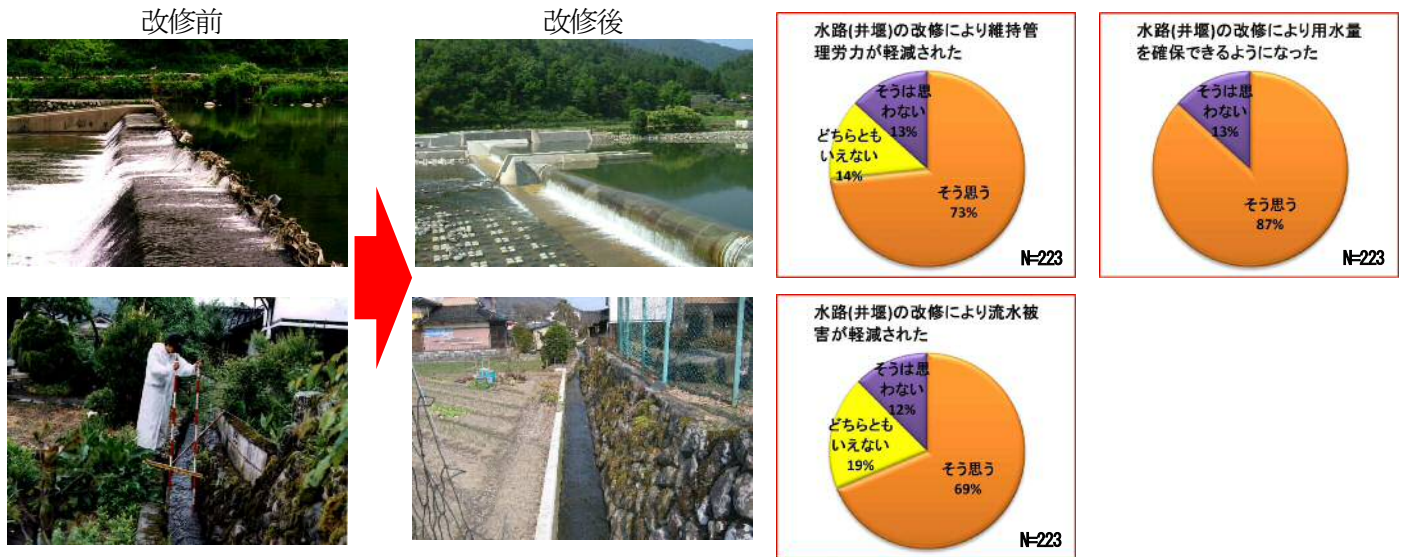 改修前
改修後
水路(井堰)の改修により維持管
理労力が軽減された
そうは思
わない
13%
どちらとも
いえない
14%
そう思う
73%
N=223
水路(井堰)の改修により用水量
を確保できるようになった
そうは思
わない
13%
そう思う
87%
N=223
水路(井堰)の改修により流水被
害が軽減された
そうは思
わない
12%
どちらとも
いえない
19%
そう思う
69%
N=223